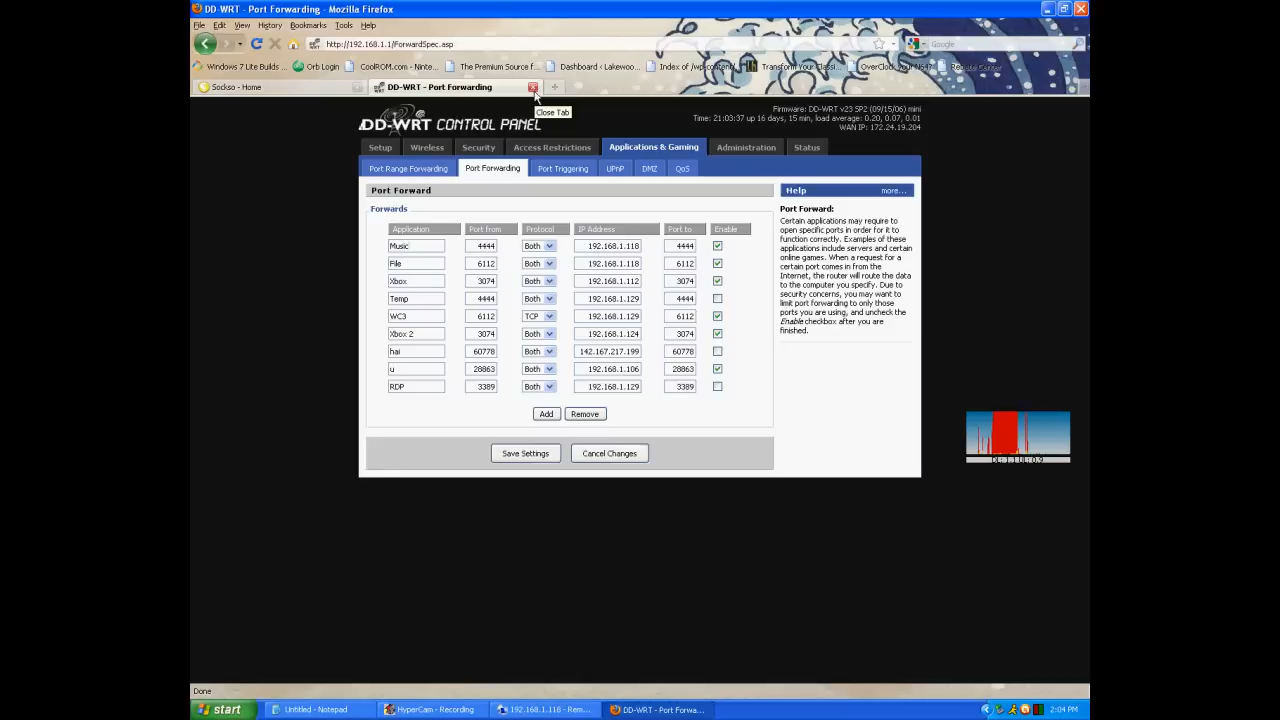 DD-WRT - Port Forwarding - Mozilla Firefox
File Edit View History Bookmarks Tools Help
http://192.168.1.1/ForwardSpec.asp
Google
Windows 7 Lite Builds ... Orb Login CoolROM.com - Ninte... The Premium Source f... Dashboard ‹ Lakewoo... Index of /wp-content/ Transform Your Classi... OverClock your N64? Rebate Center
Sockso - Home DD-WRT - Port Forwarding
Close Tab
DD-WRT CONTROL PANEL
Firmware: DD-WRT v23 SP2 (09/15/06) mini
Time: 21:03:37 up 16 days, 15 min, load average: 0.20, 0.07, 0.01
WAN IP: 172.24.19.204
Setup Wireless Security Access Restrictions Applications & Gaming Administration Status
Port Range Forwarding Port Forwarding Port Triggering UPnP DMZ QoS
Port Forward
Forwards
Application Port from Protocol IP Address Port to Enable
Music 4444 Both 192.168.1.118 4444
File 6112 Both 192.168.1.118 6112
Xbox 3074 Both 192.168.1.112 3074
Temp 4444 Both 192.168.1.129 4444
WC3 6112 TCP 192.168.1.129 6112
Xbox 2 3074 Both 192.168.1.124 3074
hai 60778 Both 142.167.217.199 60778
u 28863 Both 192.168.1.106 28863
RDP 3389 Both 192.168.1.129 3389
Add Remove
Save Settings Cancel Changes
Help more...
Port Forward:
Certain applications may require to
open specific ports in order for it to
function correctly. Examples of these
applications include servers and certain
online games. When a request for a
certain port comes in from the
Internet, the router will route the data
to the computer you specify. Due to
security concerns, you may want to
limit port forwarding to only those
ports you are using, and uncheck the
Enable checkbox after you are
finished.
Done
start Untitled - Notepad HyperCam - Recording 192.168.1.118 - Rem... DD-WRT - Port Forwa... 2:04 PM